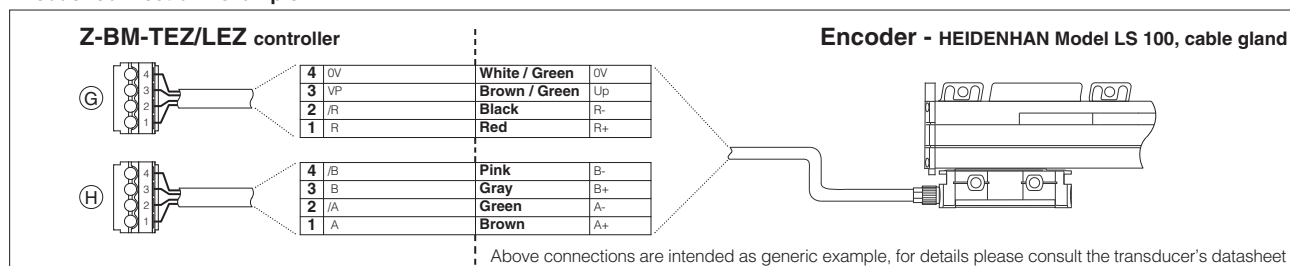 Z-BM-TEZ/LEZ controller
Encoder - HEIDENHAN Model LS 100, cable gland
G
4
3
2
1
4 0V White / Green 0V
3 VP Brown / Green Up
2 /R Black R-
1 R Red R+
H
4
3
2
1
4 /B Pink B-
3 B Gray B+
2 /A Green A-
1 A Brown A+
Above connections are intended as generic example, for details please consult the transducer's datasheet